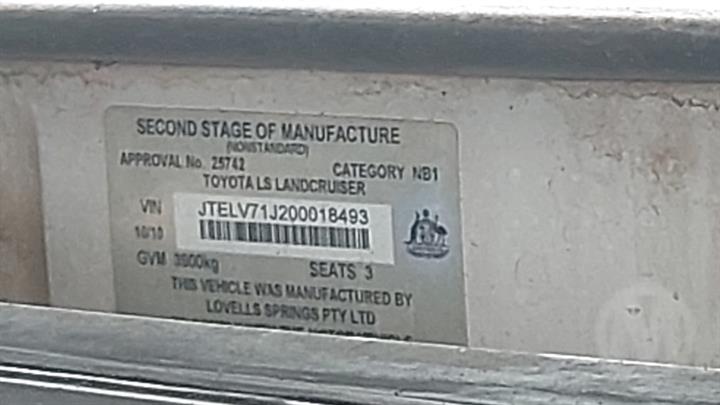 SECOND STAGE OF MANUFACTURE
(NONSTANDARD)
APPROVAL No. 25742 CATEGORY NB1
TOYOTA LS LANDCRUISER
VIN JTELV71J200018493
10/10
GVM 3900kg SEATS 3
THIS VEHICLE WAS MANUFACTURED BY
LOVELLS SPRINGS PTY LTD